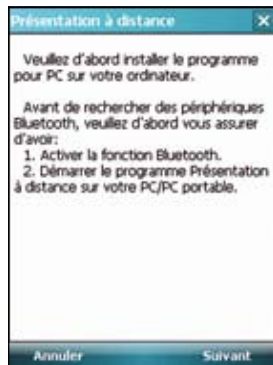 Présentation à distance
Veuillez d'abord installer le programme
pour PC sur votre ordinateur.
Avant de rechercher des périphériques
Bluetooth, veuillez d'abord vous assurer
d'avoir:
1. Activer la fonction Bluetooth.
2. Démarrer le programme Présentation
à distance sur votre PC/PC portable.
Annuler Suivant